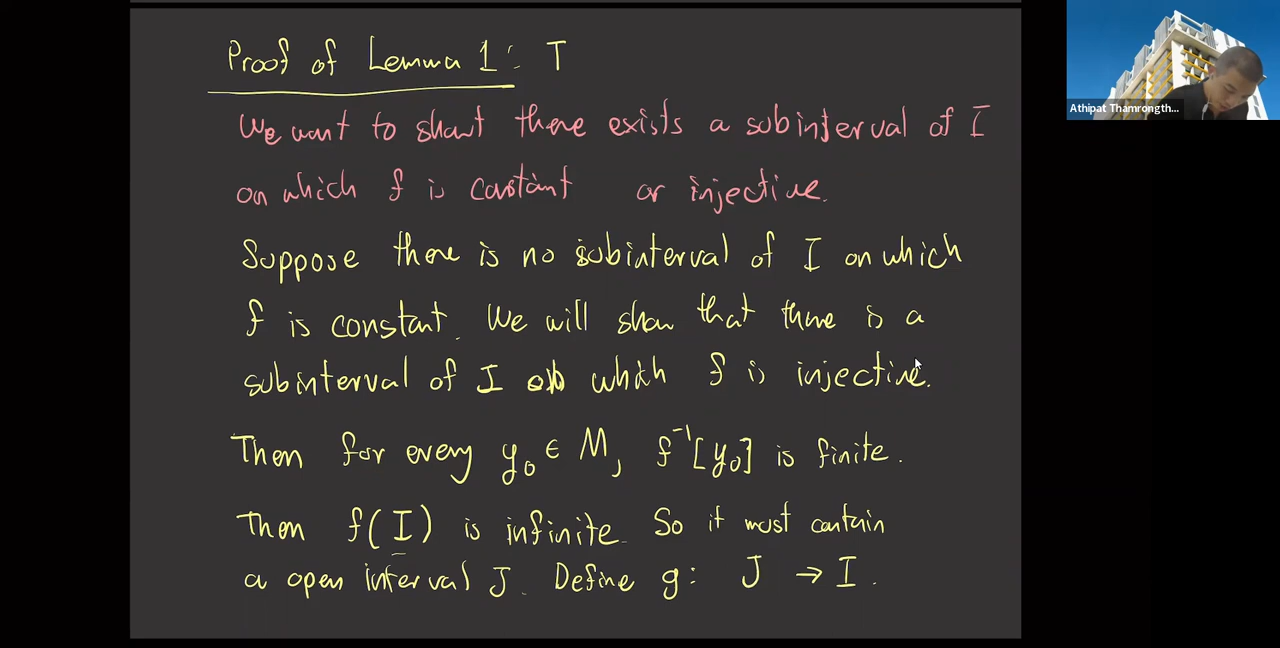 Proof of Lemma 1: T
We want to show there exists a subinterval of I
on which f is constant or injective.
Suppose there is no subinterval of I on which
f is constant. We will show that there is a
subinterval of I on which f is injective.
Then for every y₀ ∈ M, f⁻¹[y₀] is finite.
Then f(I) is infinite. So it must contain
a open interval J. Define g: J → I.
Athipat Thamrongth...